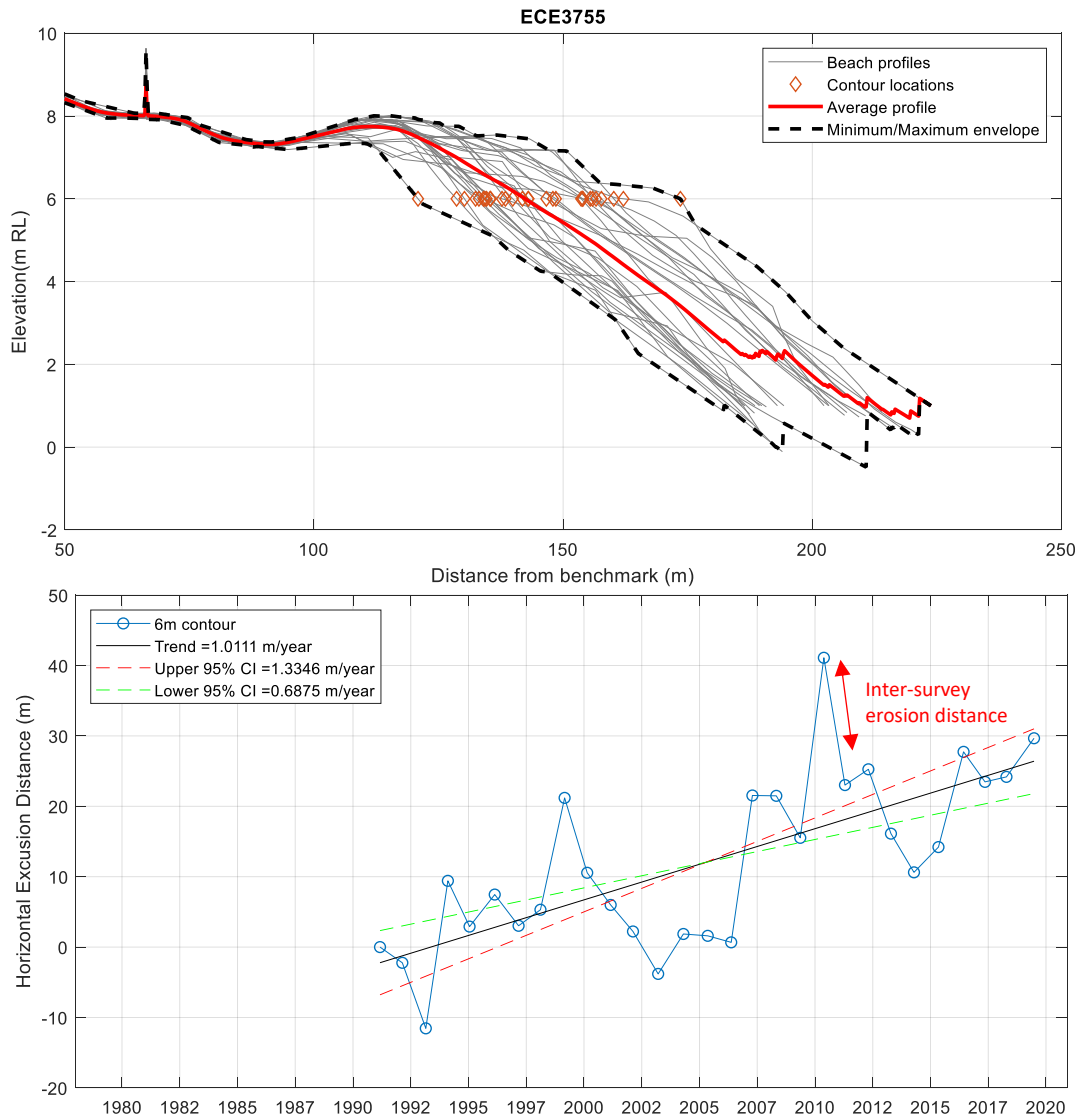 ECE3755
10
8
6
4
2
0
-2
Elevation(m RL)
Beach profiles
Contour locations
Average profile
Minimum/Maximum envelope
50
100
150
200
250
Distance from benchmark (m)
50
40
30
20
10
0
-10
-20
Horizontal Excusion Distance (m)
6m contour
Trend =1.0111 m/year
Upper 95% CI =1.3346 m/year
Lower 95% CI =0.6875 m/year
Inter-survey
erosion distance
1980
1982
1985
1987
1990
1992
1995
1997
2000
2002
2005
2007
2010
2012
2015
2017
2020